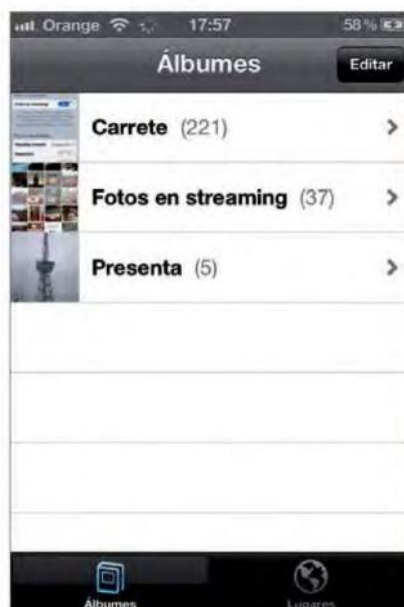 Orange 17:57 58 %
Álbumes Editar
Carrete (221)
Fotos en streaming (37)
Presenta (5)
Álbumes Lugares